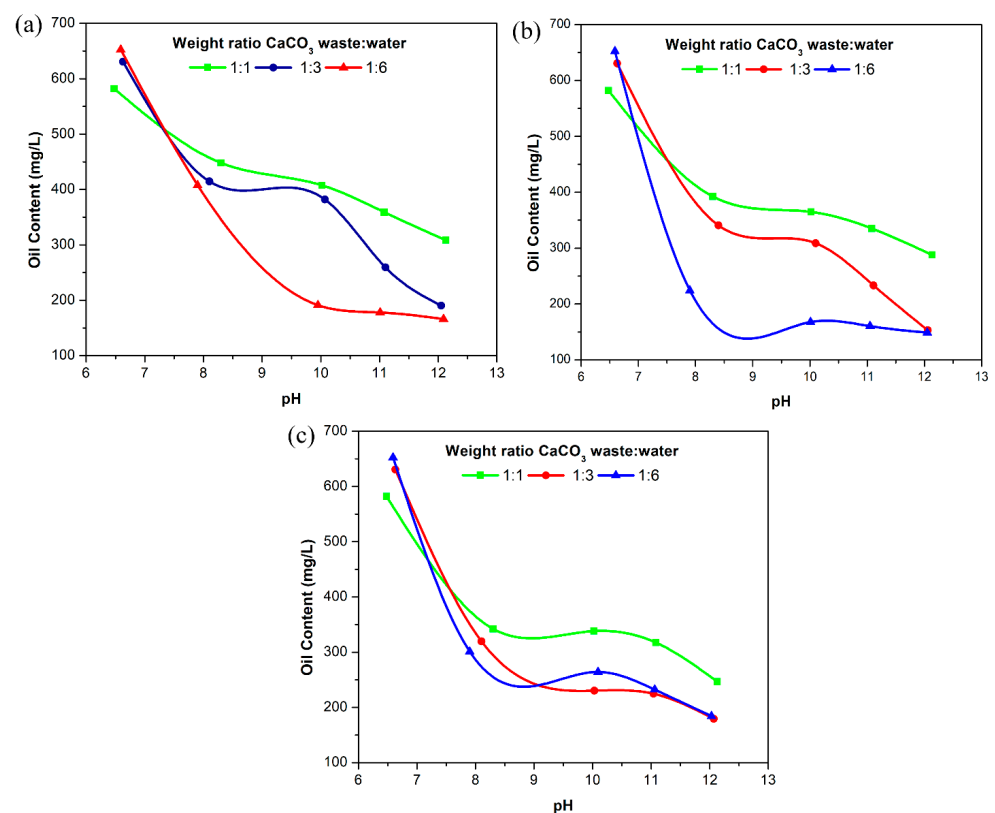 (a)
Weight ratio CaCO₃ waste:water
1:1 1:3 1:6
Oil Content (mg/L)
700
600
500
400
300
200
100
6 7 8 9 10 11 12 13
pH
(b)
Weight ratio CaCO₃ waste:water
1:1 1:3 1:6
Oil Content (mg/L)
700
600
500
400
300
200
100
6 7 8 9 10 11 12 13
pH
(c)
Weight ratio CaCO₃ waste:water
1:1 1:3 1:6
Oil Content (mg/L)
700
600
500
400
300
200
100
6 7 8 9 10 11 12 13
pH